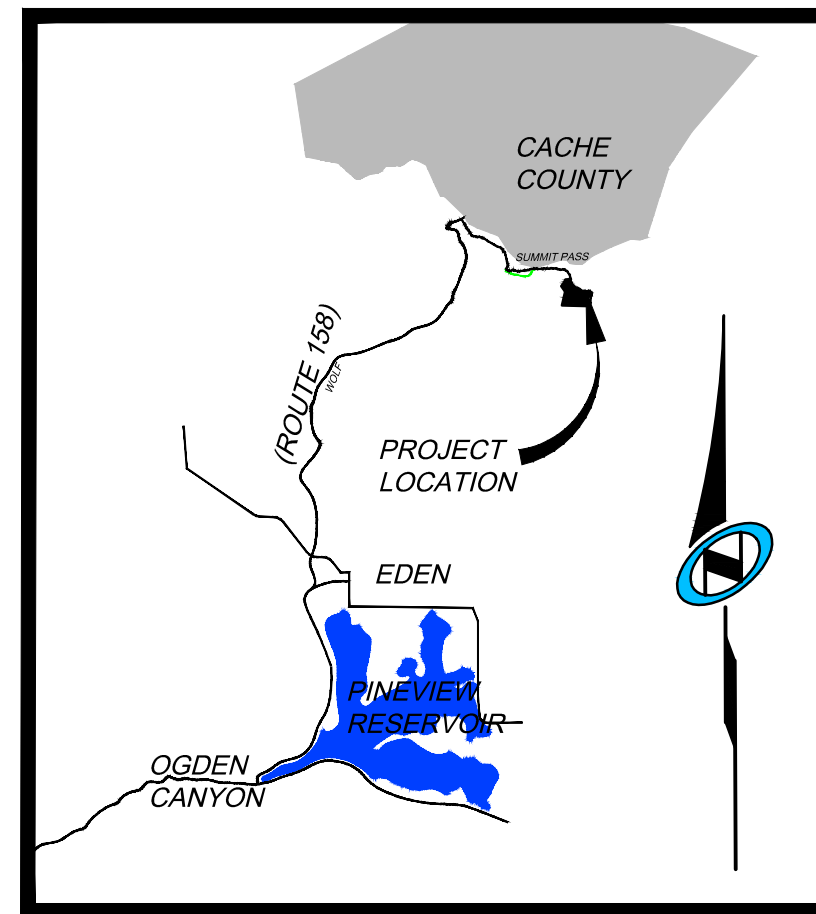 CACHE
COUNTY
SUMMIT PASS
(ROUTE 158)
WOLF
PROJECT
LOCATION
N
EDEN
PINEVIEW
RESERVOIR
OGDEN
CANYON